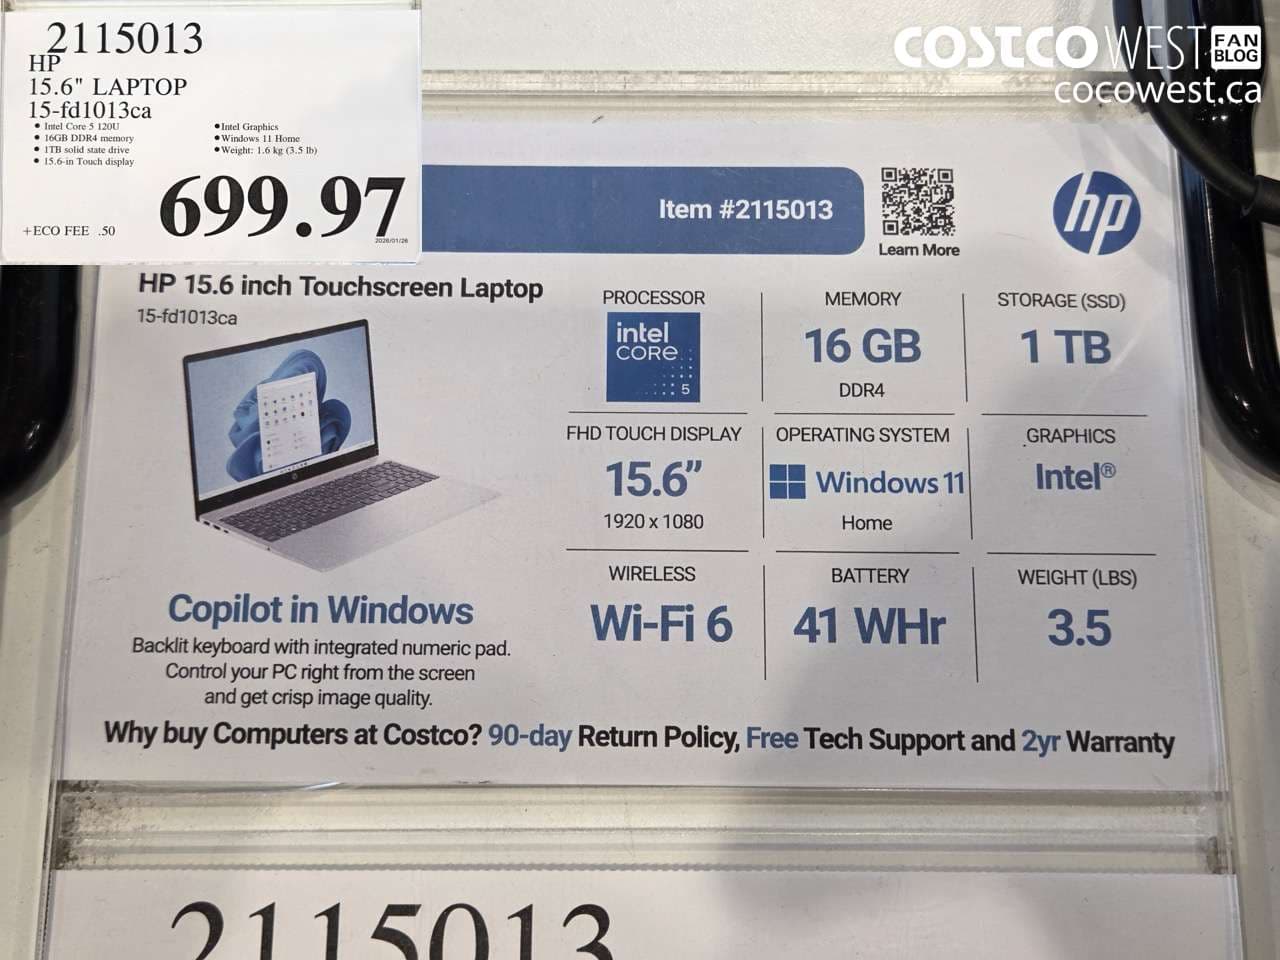 COSTCO WEST FAN BLOG
cocowest.ca
2115013
HP
15.6" LAPTOP
15-fd1013ca
• Intel Core 5 120U
• 16GB DDR4 memory
• 1TB solid state drive
• 15.6-in Touch display
• Intel Graphics
• Windows 11 Home
• Weight: 1.6 kg (3.5 lb)
699.97
+ECO FEE .50
2026/01/26
Item #2115013
Learn More
hp
HP 15.6 inch Touchscreen Laptop
15-fd1013ca
PROCESSOR
intel
CORE
5
MEMORY
16 GB
DDR4
STORAGE (SSD)
1 TB
FHD TOUCH DISPLAY
15.6”
1920 x 1080
OPERATING SYSTEM
Windows 11
Home
GRAPHICS
Intel®
WIRELESS
Wi-Fi 6
BATTERY
41 WHr
WEIGHT (LBS)
3.5
Copilot in Windows
Backlit keyboard with integrated numeric pad.
Control your PC right from the screen
and get crisp image quality.
Why buy Computers at Costco? 90-day Return Policy, Free Tech Support and 2yr Warranty
2115013